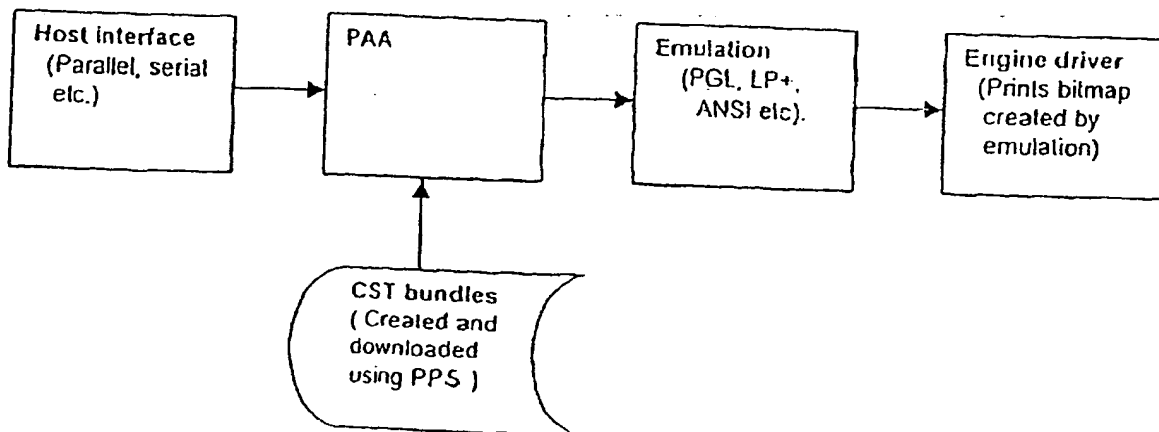 Host interface
(Parallel, serial
etc.)
PAA
Emulation
(PGL, LP+,
ANSI etc).
Engine driver
(Prints bitmap
created by
emulation)
CST bundles
( Created and
downloaded
using PPS )